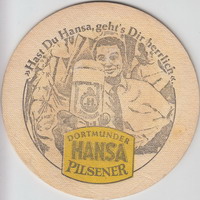 »Hast Du Hansa, geht's Dir herrlich«
DORTMUNDER
HANSA
PILSENER